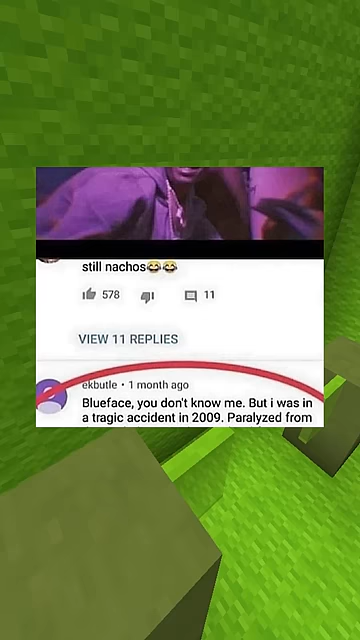 still nachos😂😂
578
11
VIEW 11 REPLIES
ekbutle • 1 month ago
Blueface, you don't know me. But i was in
a tragic accident in 2009. Paralyzed from